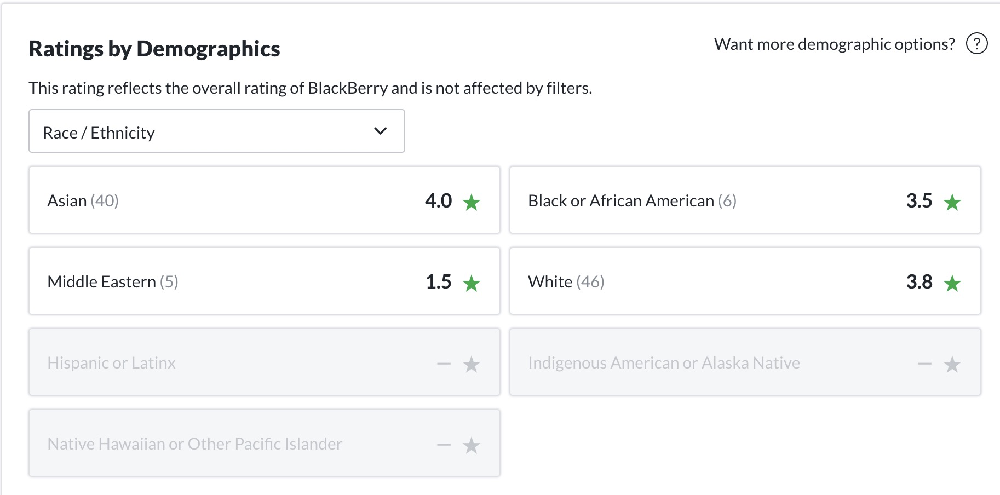 Ratings by Demographics
Want more demographic options? ?
This rating reflects the overall rating of BlackBerry and is not affected by filters.
Race / Ethnicity
Asian (40) 4.0 ★
Black or African American (6) 3.5 ★
Middle Eastern (5) 1.5 ★
White (46) 3.8 ★
Hispanic or Latinx — ★
Indigenous American or Alaska Native — ★
Native Hawaiian or Other Pacific Islander — ★